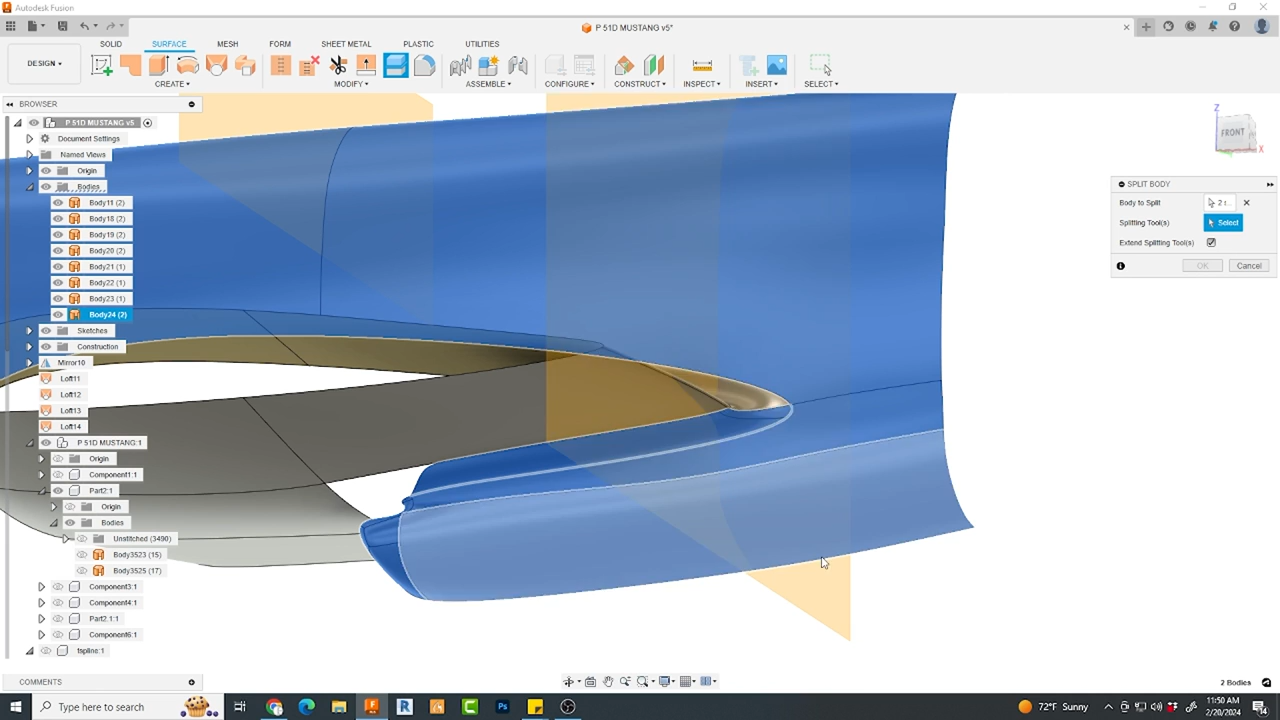 Autodesk Fusion
P 51D MUSTANG v5*
SOLID SURFACE MESH FORM SHEET METAL PLASTIC UTILITIES
DESIGN
CREATE MODIFY ASSEMBLE CONFIGURE CONSTRUCT INSPECT INSERT SELECT
BROWSER
P 51D MUSTANG v5
Document Settings
Named Views
Origin
Bodies
Body11 (2)
Body18 (2)
Body19 (2)
Body20 (2)
Body21 (1)
Body22 (1)
Body23 (1)
Body24 (2)
Sketches
Construction
Mirror10
Loft11
Loft12
Loft13
Loft14
P 51D MUSTANG:1
Origin
Component1:1
Part2:1
Origin
Bodies
Unstitched (3490)
Body3523 (15)
Body3525 (17)
Component3:1
Component4:1
Part2.1:1
Component6:1
tspline:1
Z
FRONT
X
SPLIT BODY
Body to Split 2 t...
Splitting Tool(s) Select
Extend Splitting Tool(s)
OK Cancel
COMMENTS
2 Bodies
Type here to search
72°F Sunny
11:50 AM
2/20/2024
14